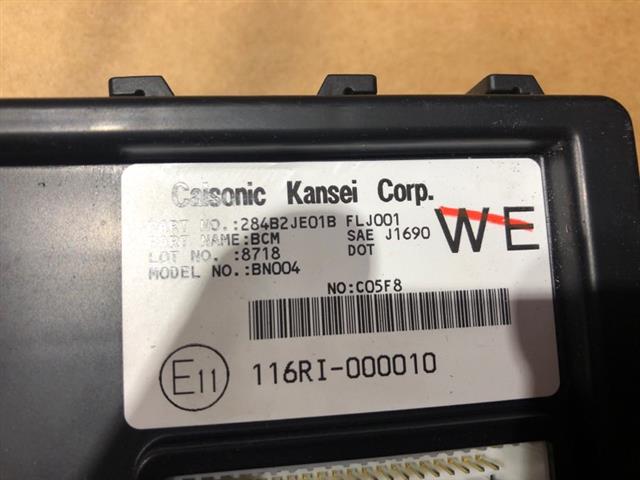 Calsonic Kansei Corp.
PART NO.:284B2JE01B FLJ001
PART NAME:BCM SAE J1690
LOT NO. :8718 DOT
MODEL NO.:BN004
WE
NO:C05F8
E11 116RI-000010